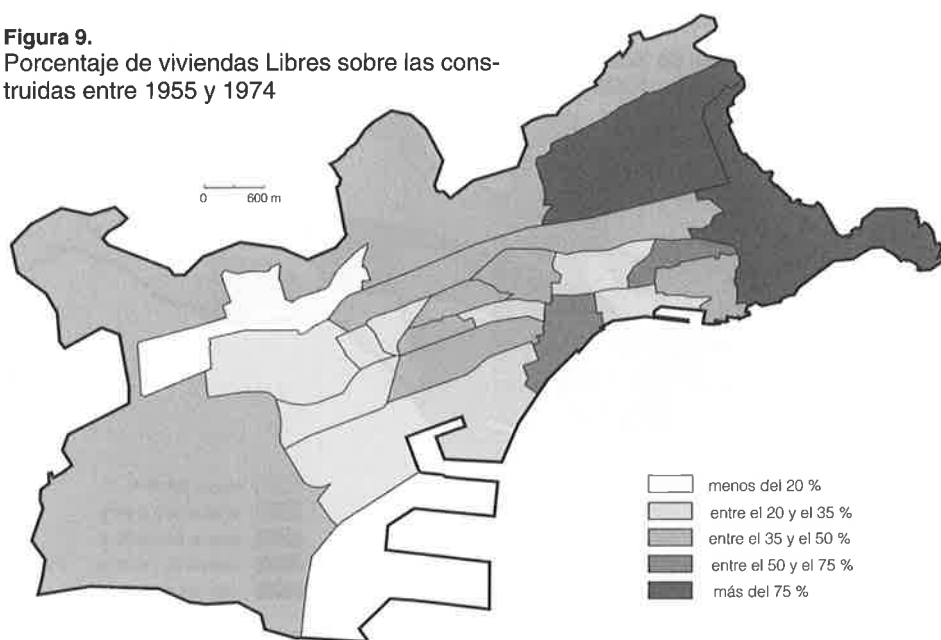 Figura 9.
Porcentaje de viviendas Libres sobre las cons-
truidas entre 1955 y 1974
0 600 m
menos del 20 %
entre el 20 y el 35 %
entre el 35 y el 50 %
entre el 50 y el 75 %
más del 75 %